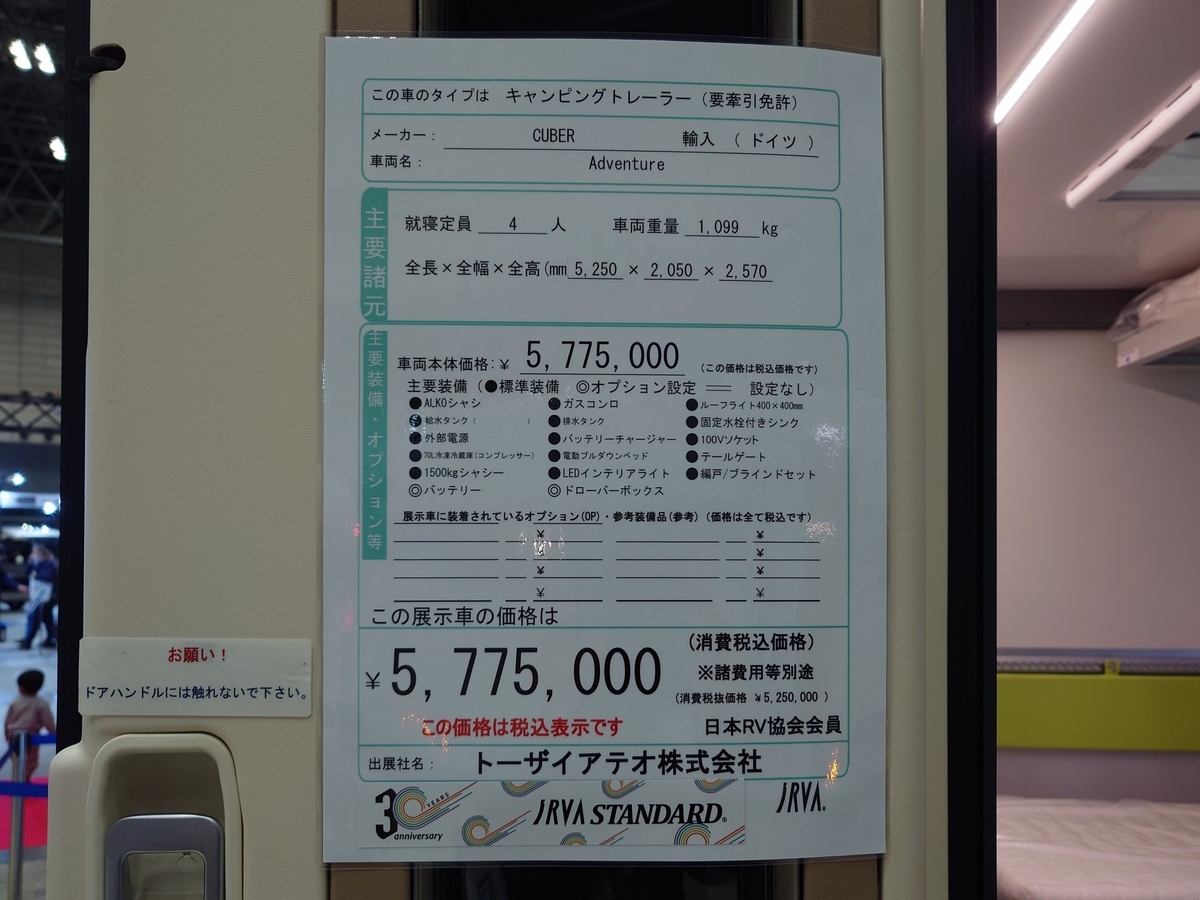 この車のタイプは キャンピングトレーラー（要牽引免許）
メーカー： CUBER 輸入 （ ドイツ ）
車両名： Adventure
主要諸元
就寝定員 4 人 車両重量 1,099 kg
全長×全幅×全高(mm 5,250 × 2,050 × 2,570
主要装備・オプション等
車両本体価格：¥ 5,775,000 （この価格は税込価格です）
主要装備（●標準装備 ◎オプション設定 ── 設定なし）
●ALKOシャシ ●ガスコンロ ●ルーフライト400×400mm
●給水タンク（ ） ●排水タンク ●固定水栓付きシンク
●外部電源 ●バッテリーチャージャー ●100Vソケット
●70L冷凍冷蔵庫(コンプレッサー) ●電動プルダウンベッド ●テールゲート
●1500kgシャシー ●LEDインテリアライト ●編戸/ブラインドセット
◎バッテリー ◎ドローバーボックス
展示車に装着されているオプション(OP)・参考装備品(参考)（価格は全て税込です）
¥ ¥
¥ ¥
¥ ¥
¥ ¥
この展示車の価格は
¥5,775,000 （消費税込価格）
※諸費用等別途
（消費税抜価格 ¥5,250,000 ）
この価格は税込表示です 日本RV協会会員
出展社名： トーザイアテオ株式会社
30 YEARS anniversary JRVA STANDARD® JRVA®
お願い！
ドアハンドルには触れないで下さい。